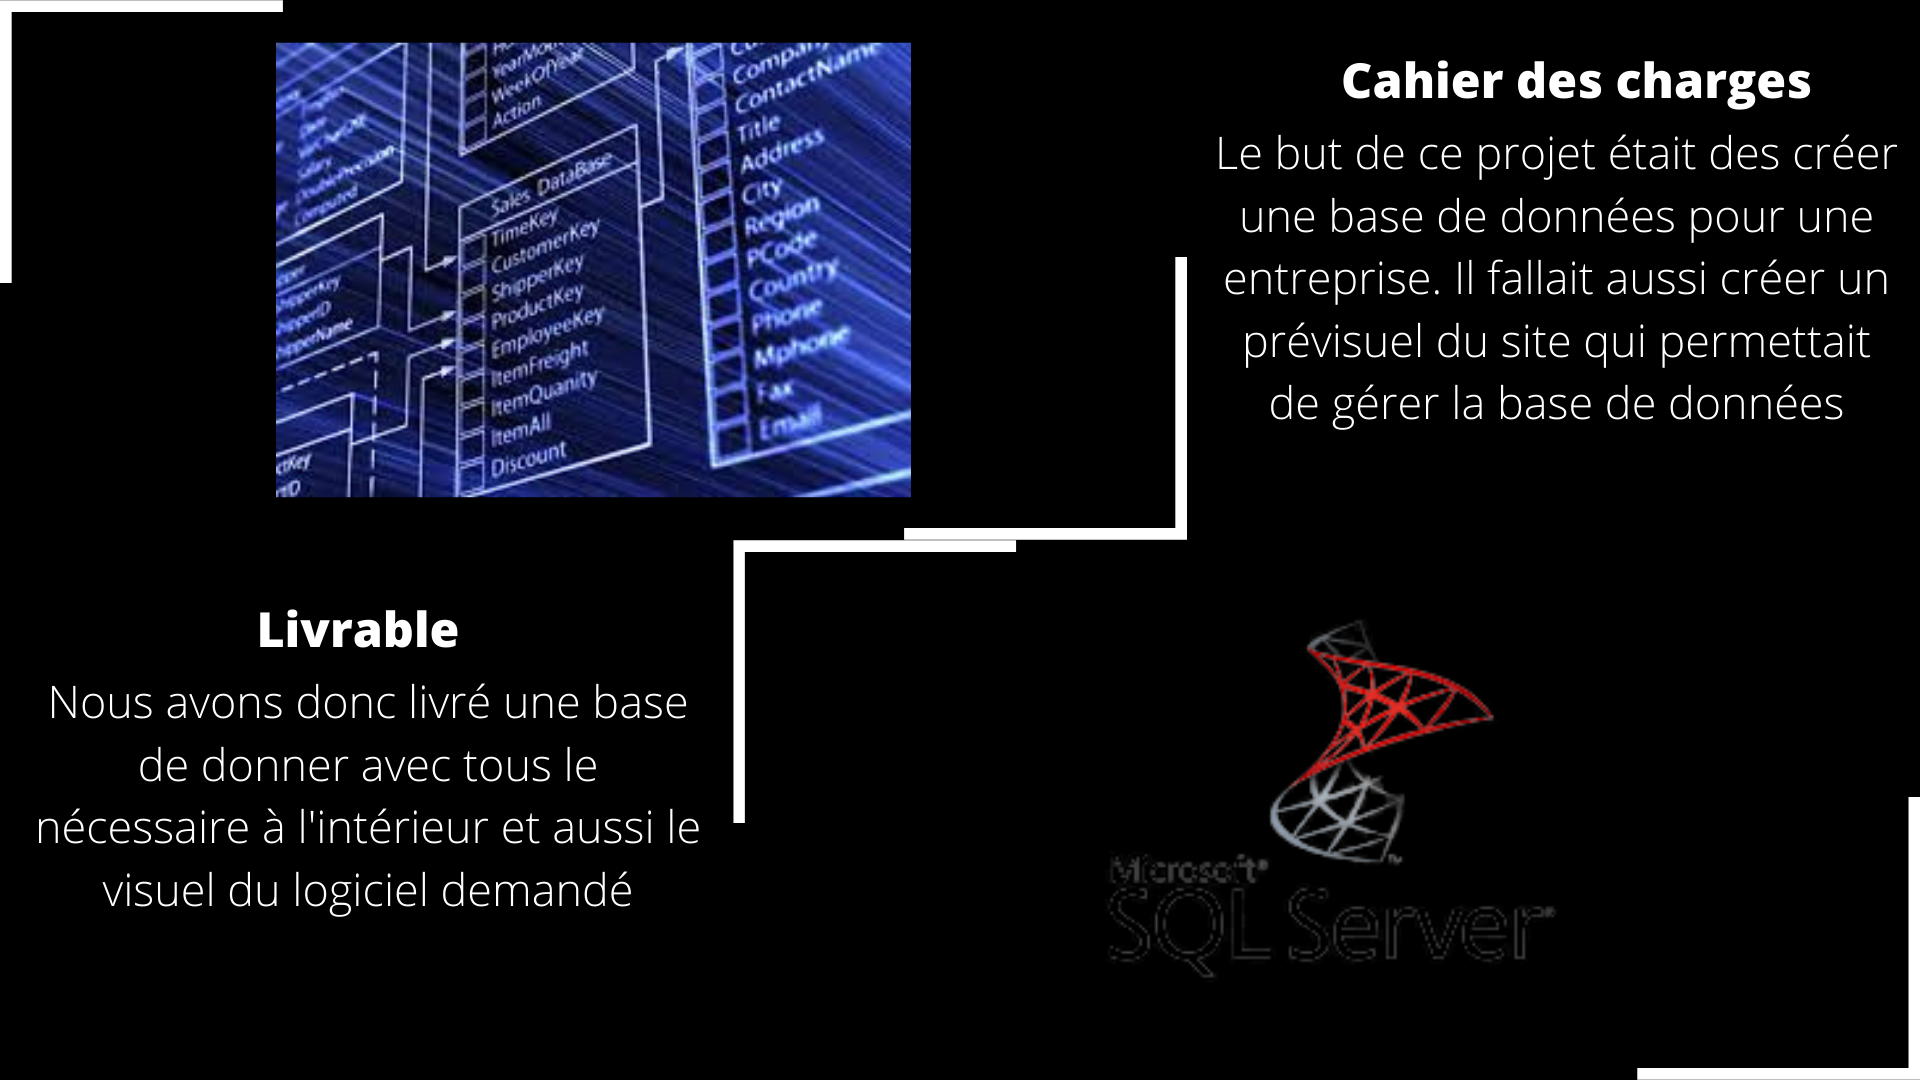 YearMo
WeekOfYear
Action
Sales_DataBase
TimeKey
CustomerKey
ShipperKey
ProductKey
EmployeeKey
ItemFreight
ItemQuanity
ItemAll
Discount
Company
ContactName
Title
Address
City
Region
PCode
Country
Phone
Mphone
Fax
Email
Computed
Cahier des charges
Le but de ce projet était des créer
une base de données pour une
entreprise. Il fallait aussi créer un
prévisuel du site qui permettait
de gérer la base de données
Livrable
Nous avons donc livré une base
de donner avec tous le
nécessaire à l'intérieur et aussi le
visuel du logiciel demandé
Microsoft®
SQL Server®